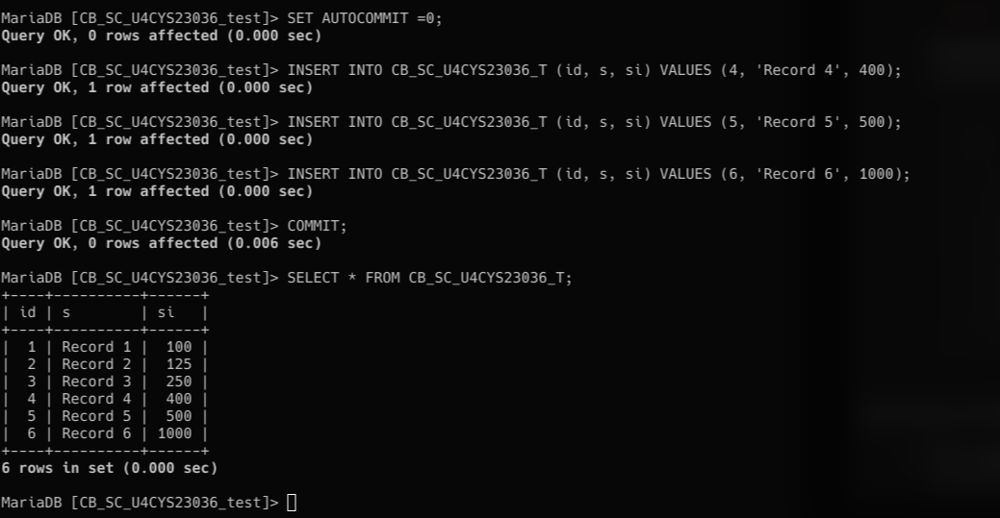 MariaDB [CB_SC_U4CYS23036_test]> SET AUTOCOMMIT =0;
Query OK, 0 rows affected (0.000 sec)
MariaDB [CB_SC_U4CYS23036_test]> INSERT INTO CB_SC_U4CYS23036_T (id, s, si) VALUES (4, 'Record 4', 400);
Query OK, 1 row affected (0.000 sec)
MariaDB [CB_SC_U4CYS23036_test]> INSERT INTO CB_SC_U4CYS23036_T (id, s, si) VALUES (5, 'Record 5', 500);
Query OK, 1 row affected (0.000 sec)
MariaDB [CB_SC_U4CYS23036_test]> INSERT INTO CB_SC_U4CYS23036_T (id, s, si) VALUES (6, 'Record 6', 1000);
Query OK, 1 row affected (0.000 sec)
MariaDB [CB_SC_U4CYS23036_test]> COMMIT;
Query OK, 0 rows affected (0.006 sec)
MariaDB [CB_SC_U4CYS23036_test]> SELECT * FROM CB_SC_U4CYS23036_T;
+----+----------+------+
| id | s        | si   |
+----+----------+------+
|  1 | Record 1 |  100 |
|  2 | Record 2 |  125 |
|  3 | Record 3 |  250 |
|  4 | Record 4 |  400 |
|  5 | Record 5 |  500 |
|  6 | Record 6 | 1000 |
+----+----------+------+
6 rows in set (0.000 sec)
MariaDB [CB_SC_U4CYS23036_test]>